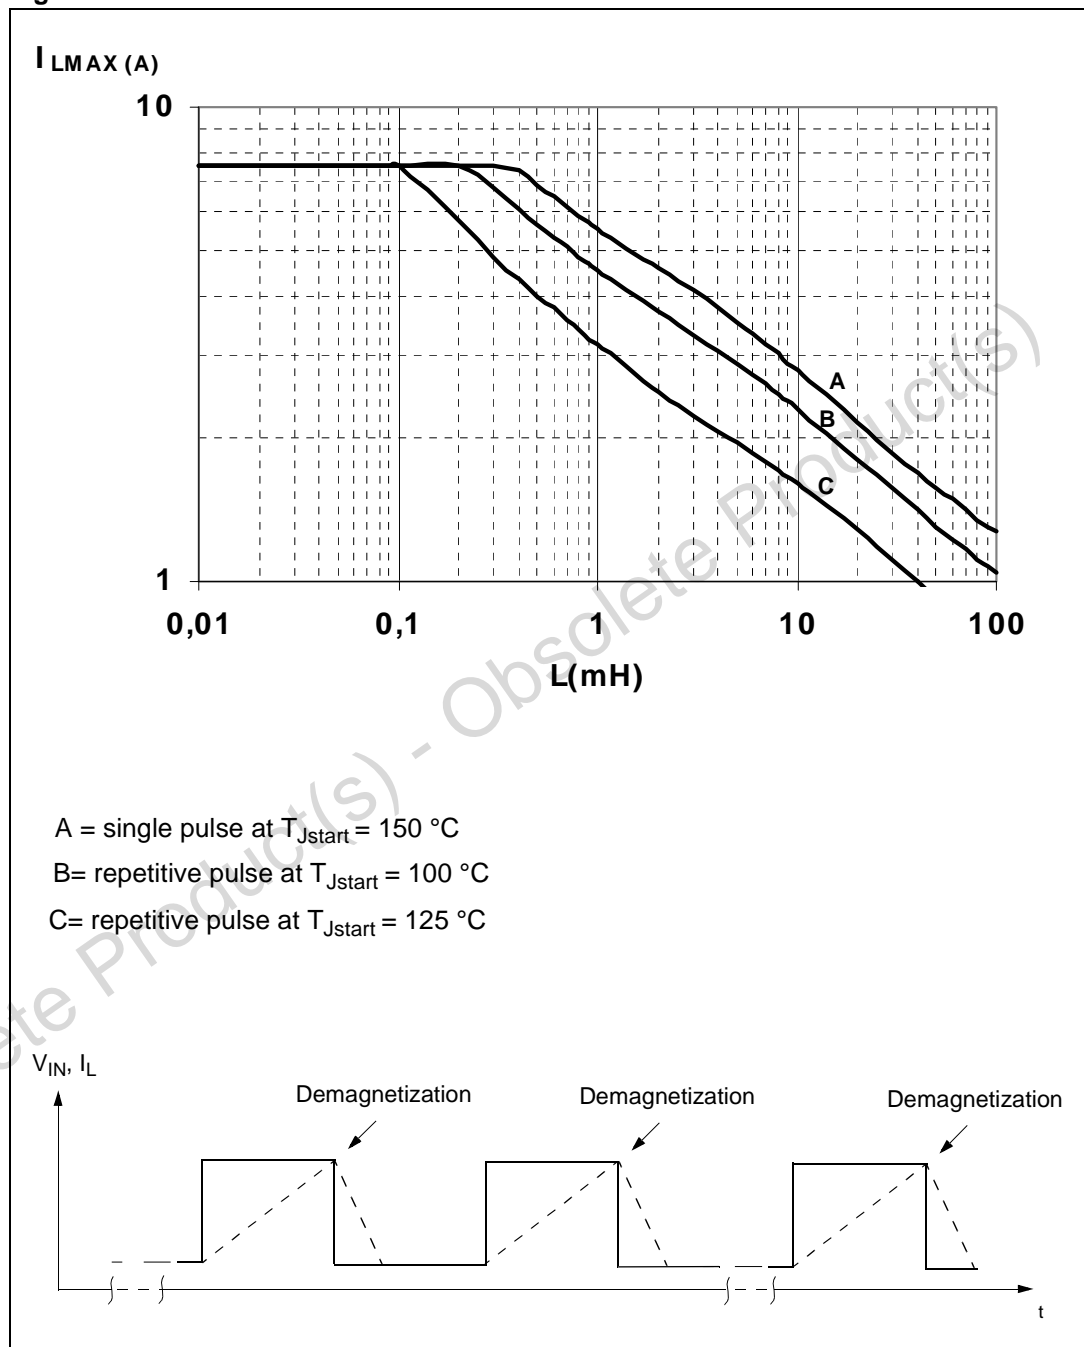 I LMAX (A)
10
1
0,01 0,1 1 10 100
L(mH)
A
B
C
A = single pulse at TJstart = 150 °C
B= repetitive pulse at TJstart = 100 °C
C= repetitive pulse at TJstart = 125 °C
VIN, IL
Demagnetization Demagnetization Demagnetization
t
ete Product(s) - Obsolete Product(s)